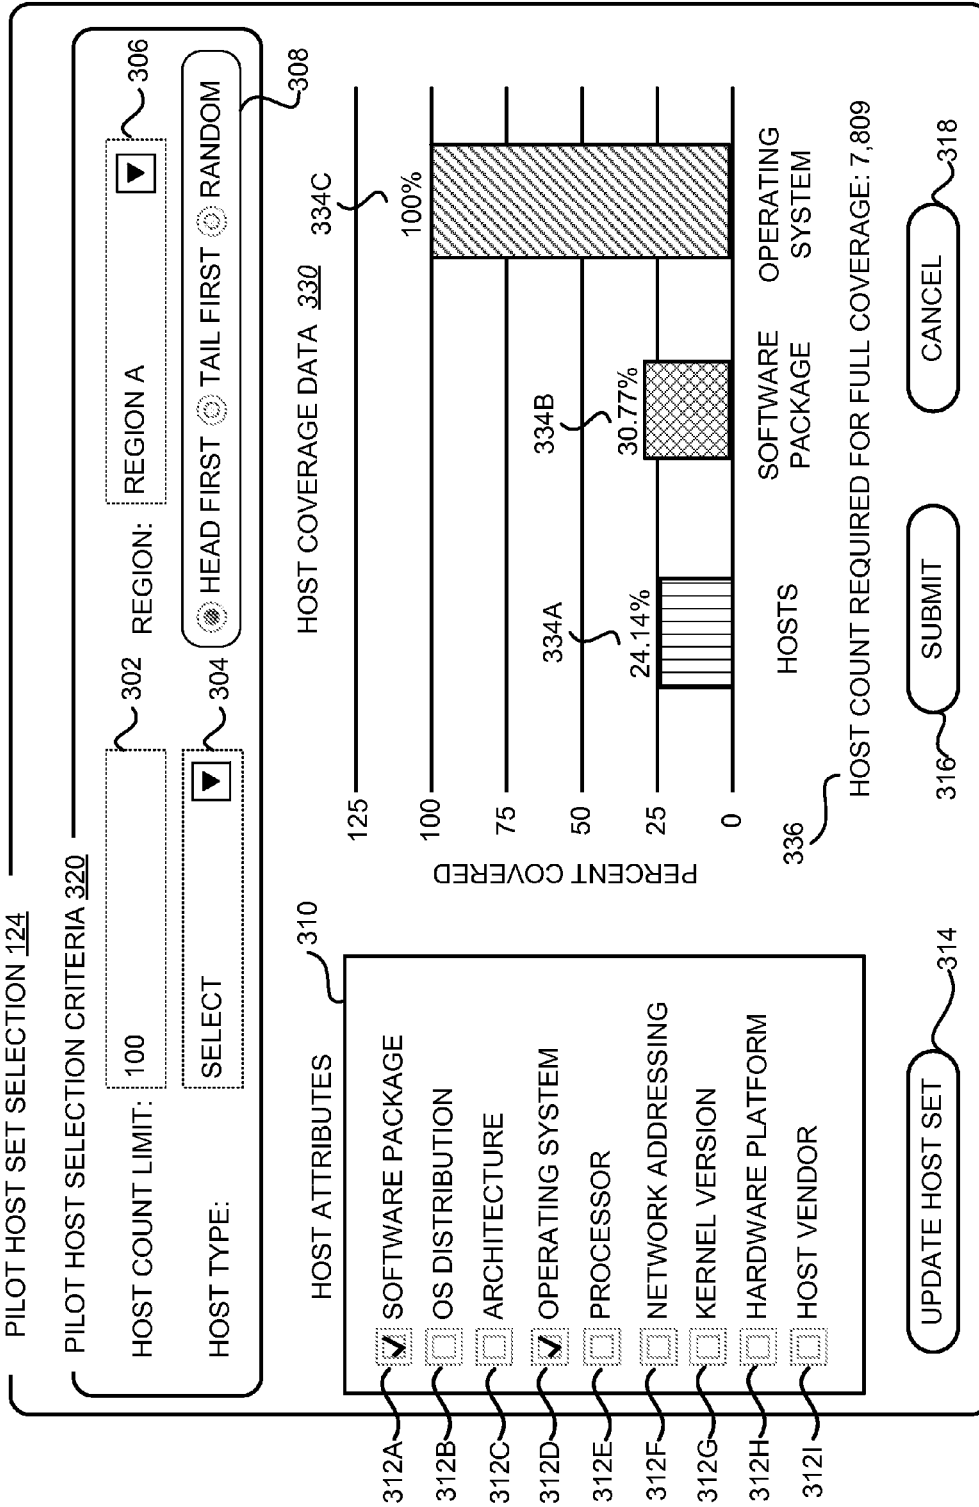 PILOT HOST SET SELECTION 124
PILOT HOST SELECTION CRITERIA 320
HOST COUNT LIMIT: 100
302
REGION: REGION A
306
HOST TYPE: SELECT
304
HEAD FIRST TAIL FIRST RANDOM
308
HOST ATTRIBUTES
310
312A SOFTWARE PACKAGE
312B OS DISTRIBUTION
312C ARCHITECTURE
312D OPERATING SYSTEM
312E PROCESSOR
312F NETWORK ADDRESSING
312G KERNEL VERSION
312H HARDWARE PLATFORM
312I HOST VENDOR
HOST COVERAGE DATA 330
PERCENT COVERED
125
100
75
50
25
0
334A
24.14%
334B
30.77%
334C
100%
HOSTS
SOFTWARE
PACKAGE
OPERATING
SYSTEM
336
HOST COUNT REQUIRED FOR FULL COVERAGE: 7,809
UPDATE HOST SET
314
SUBMIT
316
CANCEL
318